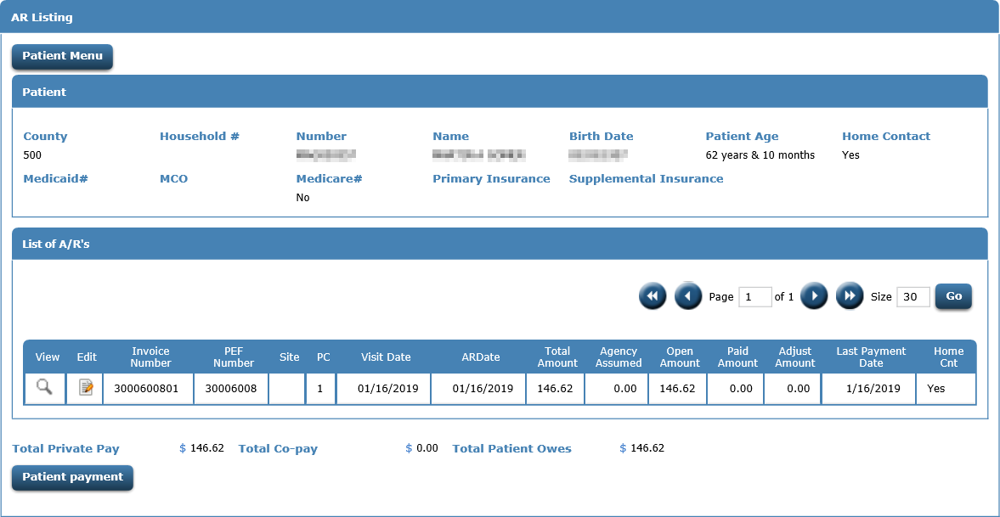 AR Listing
Patient Menu
Patient
County Household # Number Name Birth Date Patient Age Home Contact
500 62 years & 10 months Yes
Medicaid# MCO Medicare# Primary Insurance Supplemental Insurance
No
List of A/R's
Page 1 of 1 Size 30 Go
View Edit Invoice Number PEF Number Site PC Visit Date ARDate Total Amount Agency Assumed Open Amount Paid Amount Adjust Amount Last Payment Date Home Cnt
3000600801 30006008 1 01/16/2019 01/16/2019 146.62 0.00 146.62 0.00 0.00 1/16/2019 Yes
Total Private Pay $ 146.62 Total Co-pay $ 0.00 Total Patient Owes $ 146.62
Patient payment